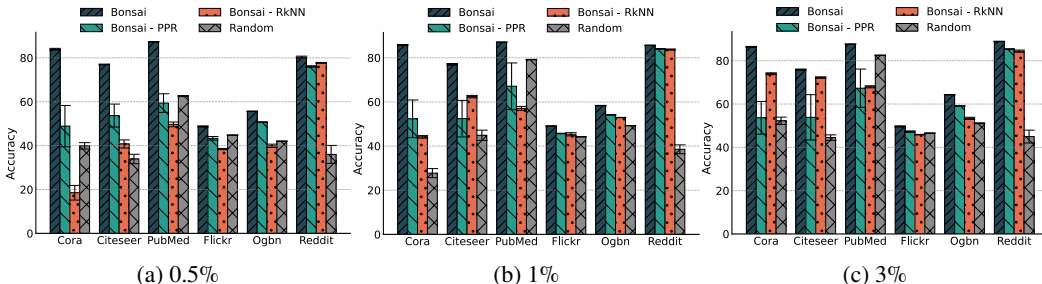 Bonsai
Bonsai - RkNN
Bonsai - PPR
Random
Accuracy
80
60
40
20
0
Cora Citeseer PubMed Flickr Ogbn Reddit
(a) 0.5%
Bonsai
Bonsai - RkNN
Bonsai - PPR
Random
Accuracy
80
60
40
20
0
Cora Citeseer PubMed Flickr Ogbn Reddit
(b) 1%
Bonsai
Bonsai - RkNN
Bonsai - PPR
Random
Accuracy
80
60
40
20
0
Cora Citeseer PubMed Flickr Ogbn Reddit
(c) 3%